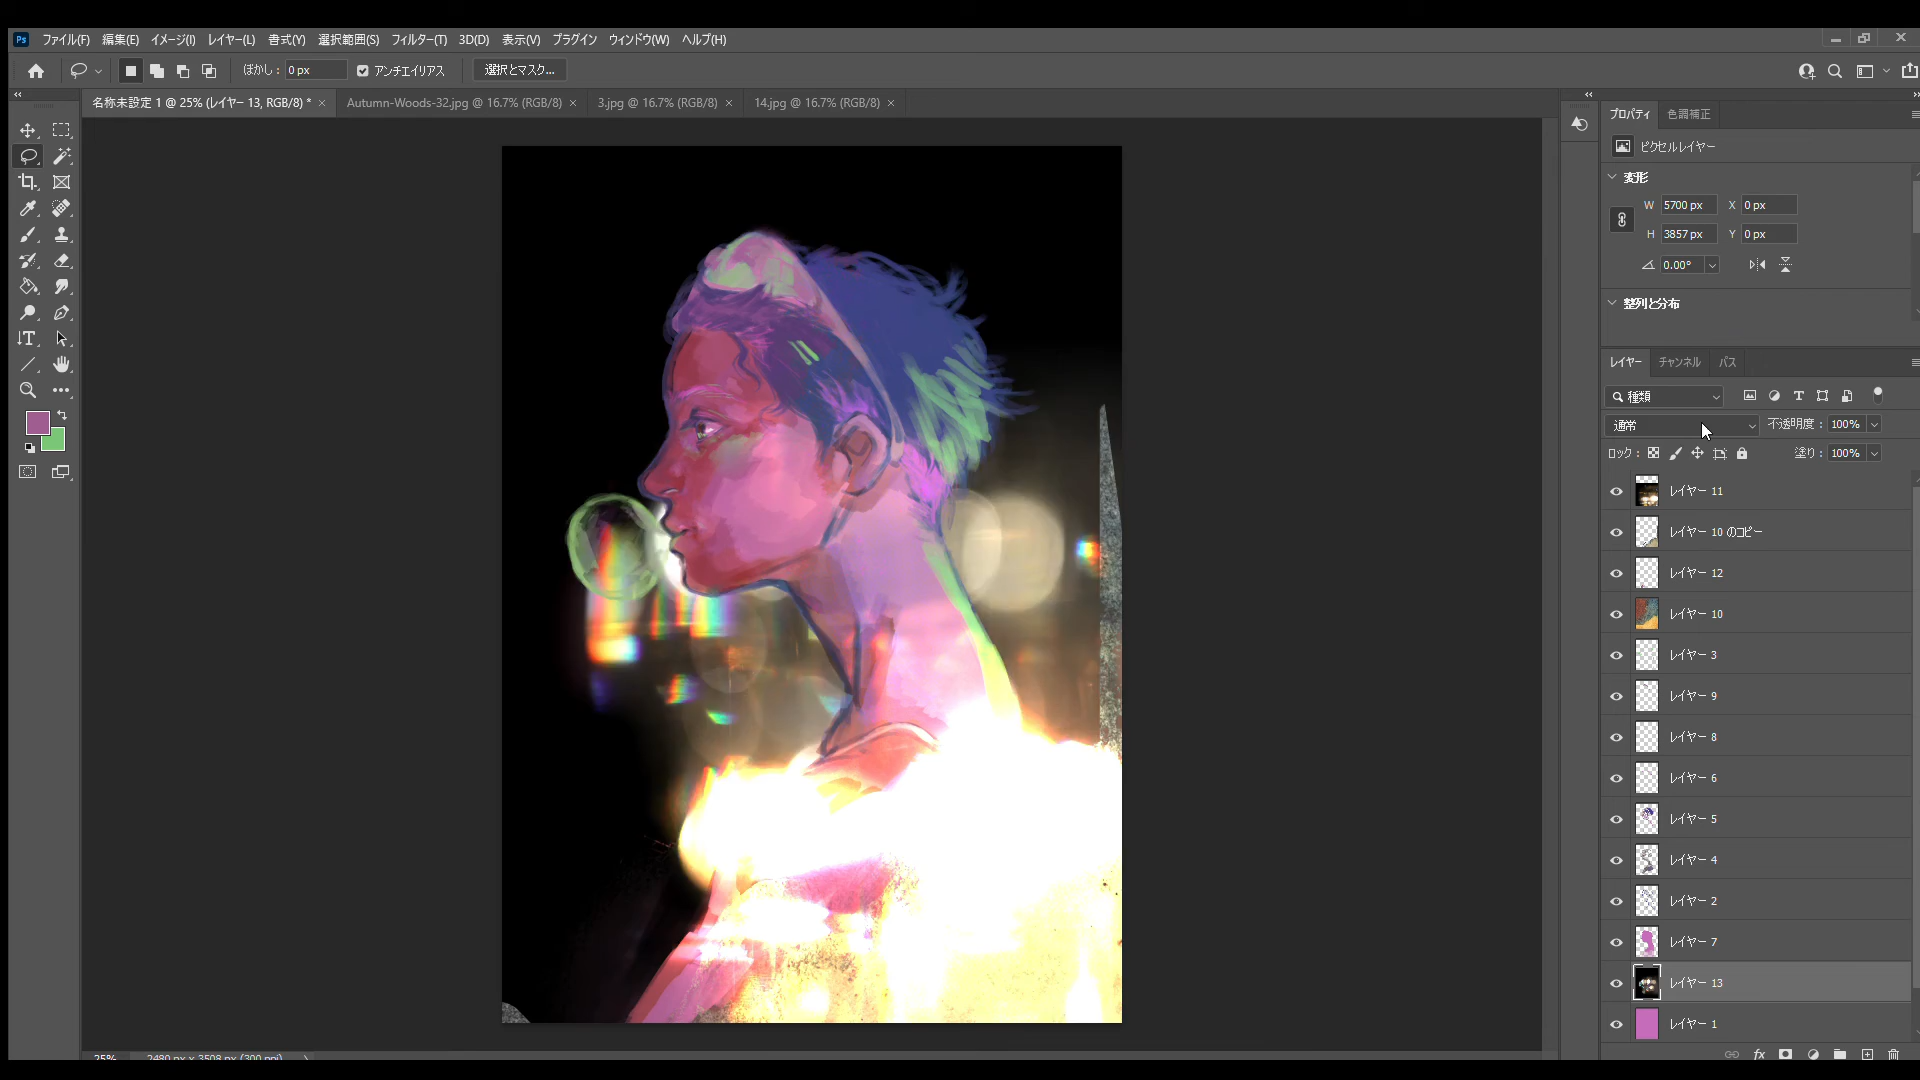 Ps ファイル(F) 編集(E) イメージ(I) レイヤー(L) 書式(Y) 選択範囲(S) フィルター(T) 3D(D) 表示(V) プラグイン ウィンドウ(W) ヘルプ(H)
ぼかし : 0 px アンチエイリアス 選択とマスク...
名称未設定 1 @ 25% (レイヤー 13, RGB/8) * × Autumn-Woods-32.jpg @ 16.7% (RGB/8) × 3.jpg @ 16.7% (RGB/8) × 14.jpg @ 16.7% (RGB/8) ×
プロパティ 色調補正
ピクセルレイヤー
変形
W 5700 px X 0 px
H 3857 px Y 0 px
0.00°
整列と分布
レイヤー チャンネル パス
種類
通常 不透明度 : 100%
ロック : 塗り : 100%
レイヤー 11
レイヤー 10 のコピー
レイヤー 12
レイヤー 10
レイヤー 3
レイヤー 9
レイヤー 8
レイヤー 6
レイヤー 5
レイヤー 4
レイヤー 2
レイヤー 7
レイヤー 13
レイヤー 1
fx
25% 2480 px x 3508 px (300 ppi)